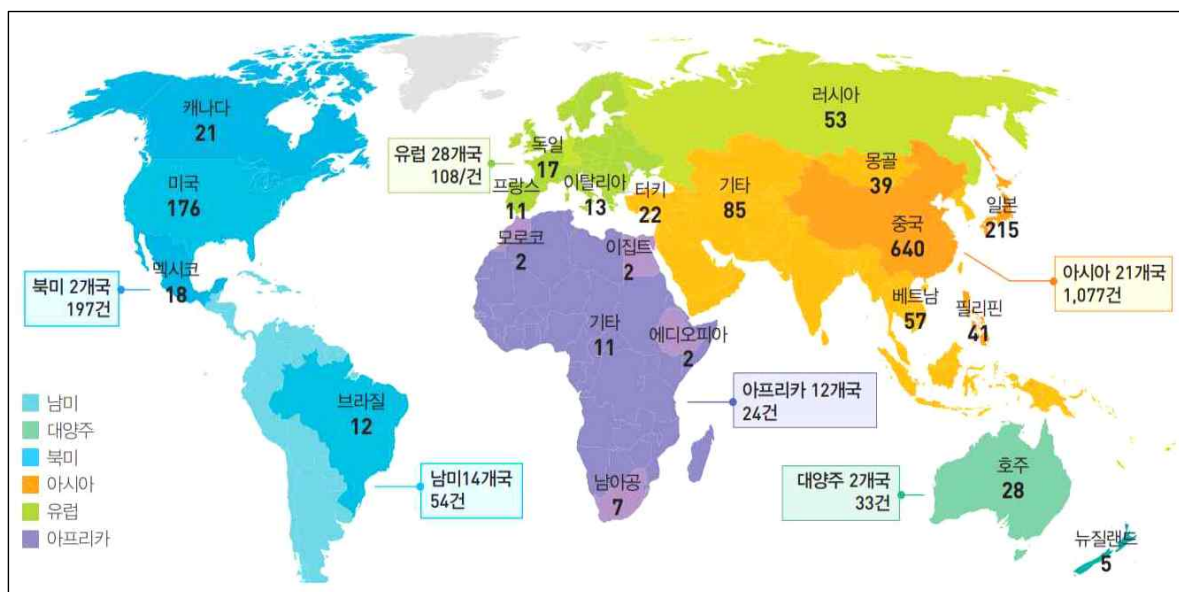 캐나다
21
미국
176
멕시코
18
북미 2개국
197건
브라질
12
남미14개국
54건
유럽 28개국
108/건
독일
17
프랑스
11
이탈리아
13
터키
22
러시아
53
기타
85
몽골
39
중국
640
일본
215
아시아 21개국
1,077건
베트남
57
필리핀
41
모로코
2
이집트
2
기타
11
에디오피아
2
남아공
7
아프리카 12개국
24건
대양주 2개국
33건
호주
28
뉴질랜드
5
남미
대양주
북미
아시아
유럽
아프리카